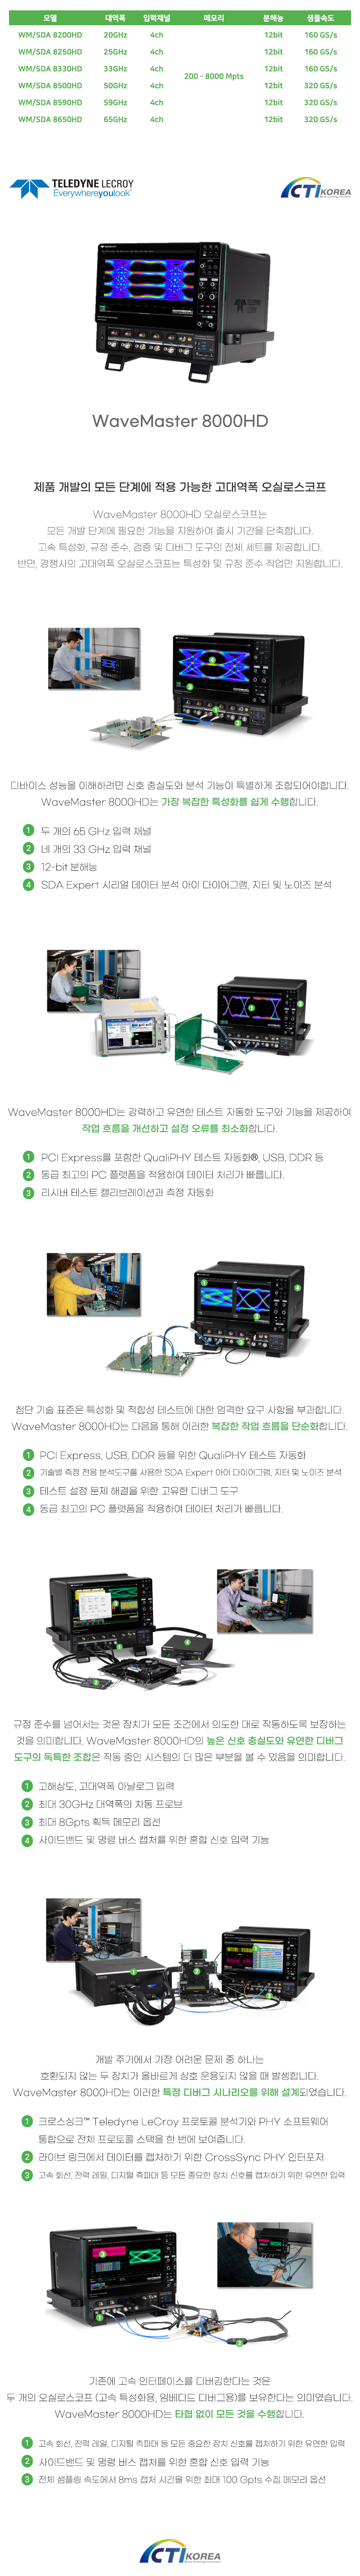 모델 대역폭 입력채널 메모리 분해능 샘플속도
WM/SDA 8200HD 20GHz 4ch 12bit 160 GS/s
WM/SDA 8250HD 25GHz 4ch 12bit 160 GS/s
WM/SDA 8330HD 33GHz 4ch 12bit 160 GS/s
200 - 8000 Mpts
WM/SDA 8500HD 50GHz 4ch 12bit 320 GS/s
WM/SDA 8590HD 59GHz 4ch 12bit 320 GS/s
WM/SDA 8650HD 65GHz 4ch 12bit 320 GS/s
TELEDYNE LECROY
Everywhereyoulook
CTI KOREA
WaveMaster 8000HD
제품 개발의 모든 단계에 적용 가능한 고대역폭 오실로스코프
WaveMaster 8000HD 오실로스코프는
모든 개발 단계에 필요한 기능을 지원하여 출시 기간을 단축합니다.
고속 특성화, 규정 준수, 검증 및 디버그 도구의 전체 세트를 제공합니다.
반면, 경쟁사의 고대역폭 오실로스코프는 특성화 및 규정 준수 작업만 지원합니다.
디바이스 성능을 이해하려면 신호 충실도와 분석 기능이 특별하게 조합되어야합니다.
WaveMaster 8000HD는 가장 복잡한 특성화를 쉽게 수행합니다.
1 두 개의 65 GHz 입력 채널
2 네 개의 33 GHz 입력 채널
3 12-bit 분해능
4 SDA Expert 시리얼 데이터 분석 아이 다이어그램, 지터 및 노이즈 분석
WaveMaster 8000HD는 강력하고 유연한 테스트 자동화 도구와 기능을 제공하여
작업 흐름을 개선하고 설정 오류를 최소화합니다.
1 PCI Express를 포함한 QualiPHY 테스트 자동화®, USB, DDR 등
2 동급 최고의 PC 플랫폼을 적용하여 데이터 처리가 빠릅니다.
3 리시버 테스트 캘리브레이션과 측정 자동화
첨단 기술 표준은 특성화 및 적합성 테스트에 대한 엄격한 요구 사항을 부과합니다.
WaveMaster 8000HD는 다음을 통해 이러한 복잡한 작업 흐름을 단순화합니다.
1 PCI Express, USB, DDR 등을 위한 QualiPHY 테스트 자동화
2 기술별 측정 전용 분석도구를 사용한 SDA Expert 아이 다이어그램, 지터 및 노이즈 분석
3 테스트 설정 문제 해결을 위한 고유한 디버그 도구
4 동급 최고의 PC 플랫폼을 적용하여 데이터 처리가 빠릅니다.
규정 준수를 넘어서는 것은 장치가 모든 조건에서 의도한 대로 작동하도록 보장하는
것을 의미합니다. WaveMaster 8000HD의 높은 신호 충실도와 유연한 디버그
도구의 독특한 조합은 작동 중인 시스템의 더 많은 부분을 볼 수 있음을 의미합니다.
1 고해상도, 고대역폭 아날로그 입력
2 최대 30GHz 대역폭의 차동 프로브
3 최대 8Gpts 획득 메모리 옵션
4 사이드밴드 및 명령 버스 캡처를 위한 혼합 신호 입력 기능
개발 주기에서 가장 어려운 문제 중 하나는
호환되지 않는 두 장치가 올바르게 상호 운용되지 않을 때 발생합니다.
WaveMaster 8000HD는 이러한 특정 디버그 시나리오를 위해 설계되었습니다.
1 크로스싱크™ Teledyne LeCroy 프로토콜 분석기와 PHY 소프트웨어
통합으로 전체 프로토콜 스택을 한 번에 보여줍니다.
2 라이브 링크에서 데이터를 캡처하기 위한 CrossSync PHY 인터포저
3 고속 회선, 전력 레일, 디지털 측파대 등 모든 중요한 장치 신호를 캡처하기 위한 유연한 입력
기존에 고속 인터페이스를 디버깅한다는 것은
두 개의 오실로스코프 (고속 특성화용, 임베디드 디버그용)를 보유한다는 의미였습니다.
WaveMaster 8000HD는 타협 없이 모든 것을 수행합니다.
1 고속 회선, 전력 레일, 디지털 측파대 등 모든 중요한 장치 신호를 캡처하기 위한 유연한 입력
2 사이드밴드 및 명령 버스 캡처를 위한 혼합 신호 입력 기능
3 전체 샘플링 속도에서 8ms 캡처 시간을 위한 최대 100 Gpts 수집 메모리 옵션
CTI KOREA